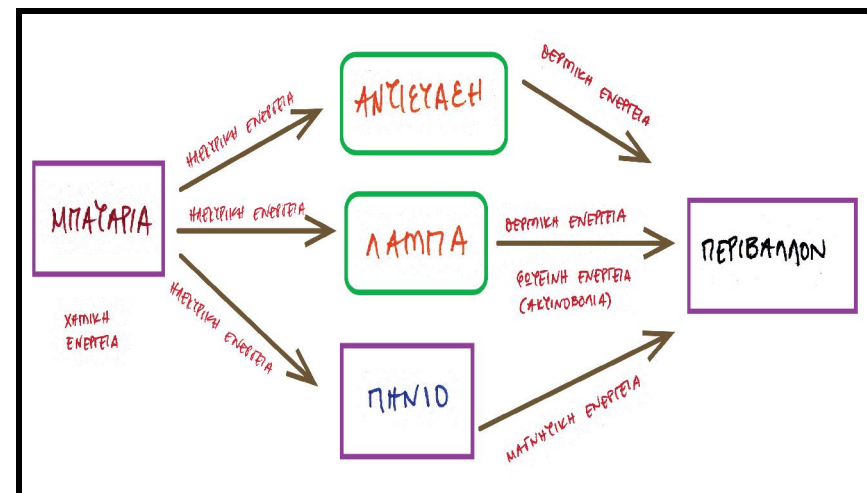 ΜΠΑΤΑΡΙΑ
ΧΗΜΙΚΗ
ΕΝΕΡΓΕΙΑ
ΗΛΕΚΤΡΙΚΗ ΕΝΕΡΓΕΙΑ
ΗΛΕΚΤΡΙΚΗ ΕΝΕΡΓΕΙΑ
ΗΛΕΚΤΡΙΚΗ ΕΝΕΡΓΕΙΑ
ΑΝΤΙΣΤΑΣΗ
ΛΑΜΠΑ
ΠΗΝΙΟ
ΘΕΡΜΙΚΗ ΕΝΕΡΓΕΙΑ
ΘΕΡΜΙΚΗ ΕΝΕΡΓΕΙΑ
ΦΩΤΕΙΝΗ ΕΝΕΡΓΕΙΑ
(ΑΚΤΙΝΟΒΟΛΙΑ)
ΜΑΓΝΗΤΙΚΗ ΕΝΕΡΓΕΙΑ
ΠΕΡΙΒΑΛΛΟΝ